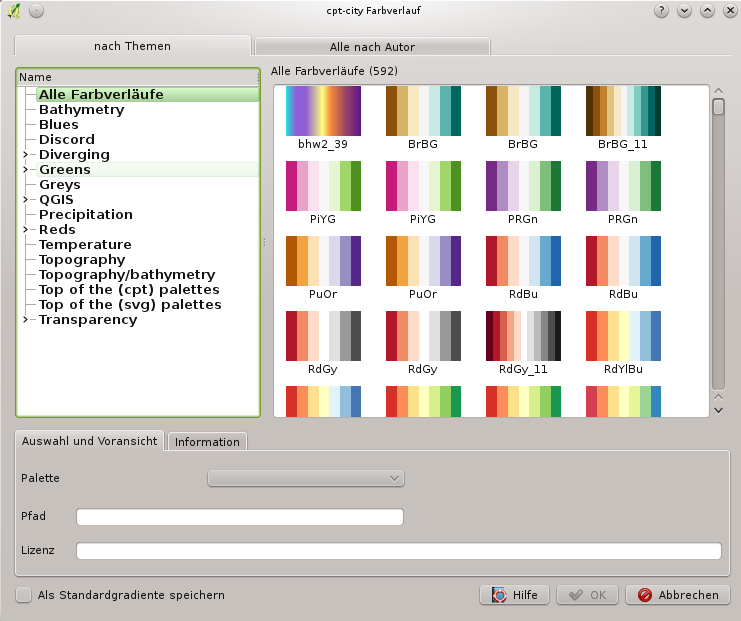 cpt-city Farbverlauf
nach Themen
Alle nach Autor
Name
Alle Farbverläufe
Bathymetry
Blues
Discord
Diverging
Greens
Greys
QGIS
Precipitation
Reds
Temperature
Topography
Topography/bathymetry
Top of the (cpt) palettes
Top of the (svg) palettes
Transparency
Alle Farbverläufe (592)
bhw2_39 BrBG BrBG BrBG_11
PiYG PiYG PRGn PRGn
PuOr PuOr RdBu RdBu
RdGy RdGy RdGy_11 RdYlBu
Auswahl und Voransicht Information
Palette
Pfad
Lizenz
Als Standardgradiente speichern
Hilfe OK Abbrechen